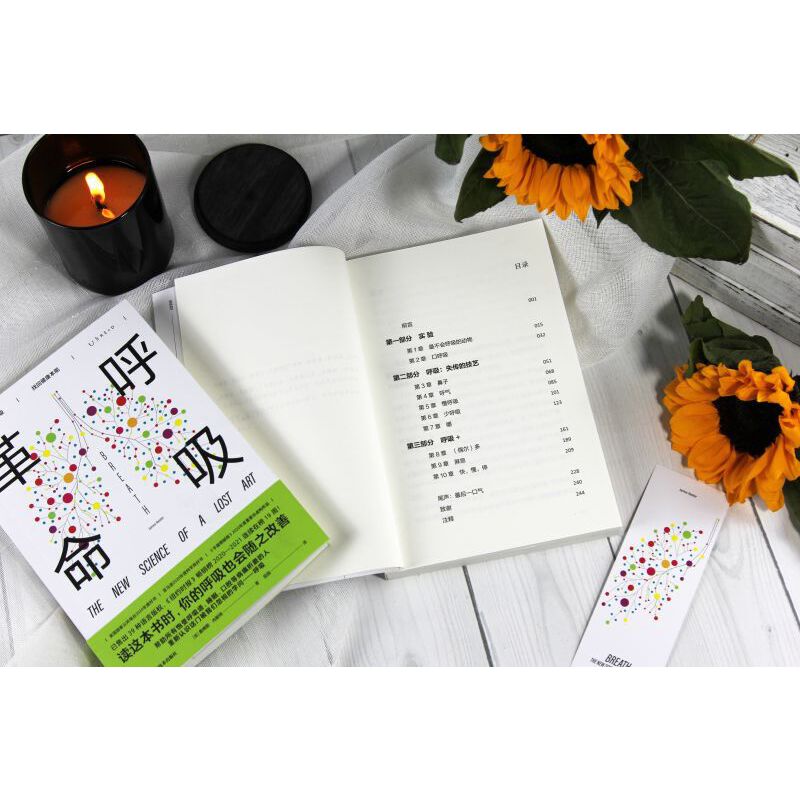 呼吸
革命
BREATH
James Nestor
THE NEW SCIENCE OF A LOST ART
读这本书时，你的呼吸也会随之改善
目录
前言 001
第一部分 实验
第1章 最不会呼吸的动物 015
第2章 口呼吸 032
第二部分 呼吸：失传的技艺
第3章 鼻子 051
第4章 呼气 068
第5章 慢呼吸 085
第6章 少呼吸 101
第7章 嚼 123
第三部分 呼吸＋
第8章 （偶尔）多 161
第9章 屏息 189
第10章 快，慢，停 209
尾声：最后一口气 228
致谢 240
注释 244
James Nestor
BREATH